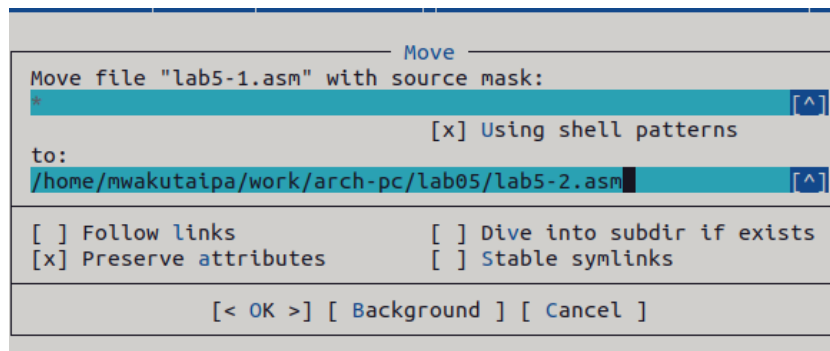 Move
Move file "lab5-1.asm" with source mask:
* [^]
[x] Using shell patterns
to:
/home/mwakutaipa/work/arch-pc/lab05/lab5-2.asm [^]
[ ] Follow links [ ] Dive into subdir if exists
[x] Preserve attributes [ ] Stable symlinks
[< OK >] [ Background ] [ Cancel ]